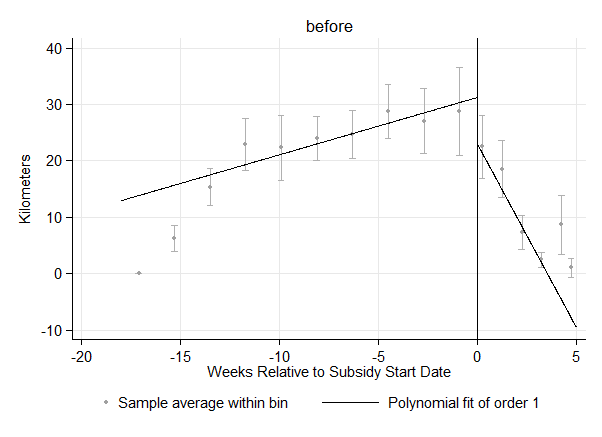 before
Kilometers
40
30
20
10
0
-10
-20 -15 -10 -5 0 5
Weeks Relative to Subsidy Start Date
Sample average within bin Polynomial fit of order 1